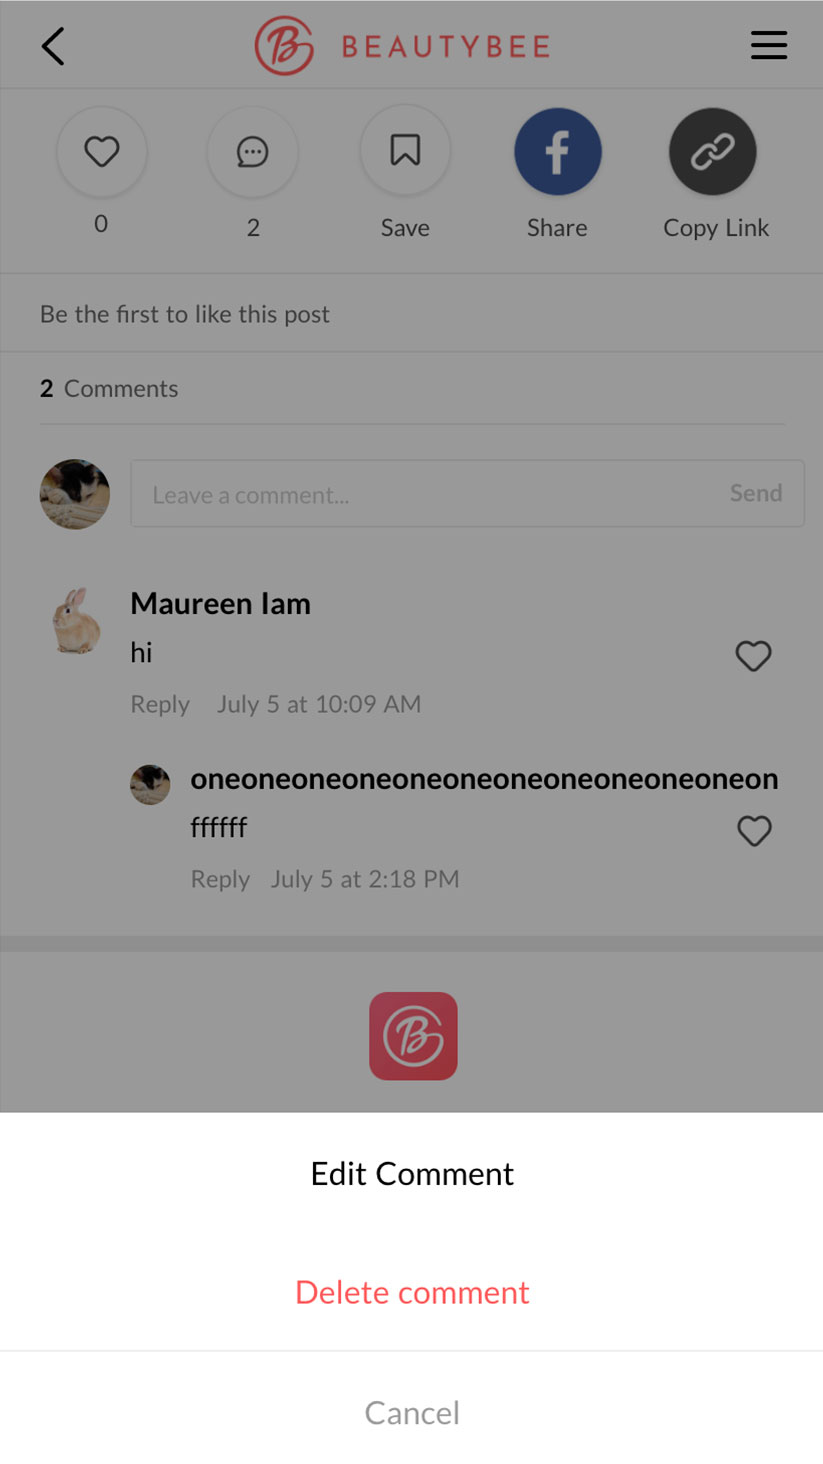 BEAUTYBEE
0
2
Save
Share
Copy Link
Be the first to like this post
2 Comments
Leave a comment...
Send
Maureen Iam
hi
Reply July 5 at 10:09 AM
oneoneoneoneoneoneoneoneoneoneoneoneoneon
ffffff
Reply July 5 at 2:18 PM
Edit Comment
Delete comment
Cancel